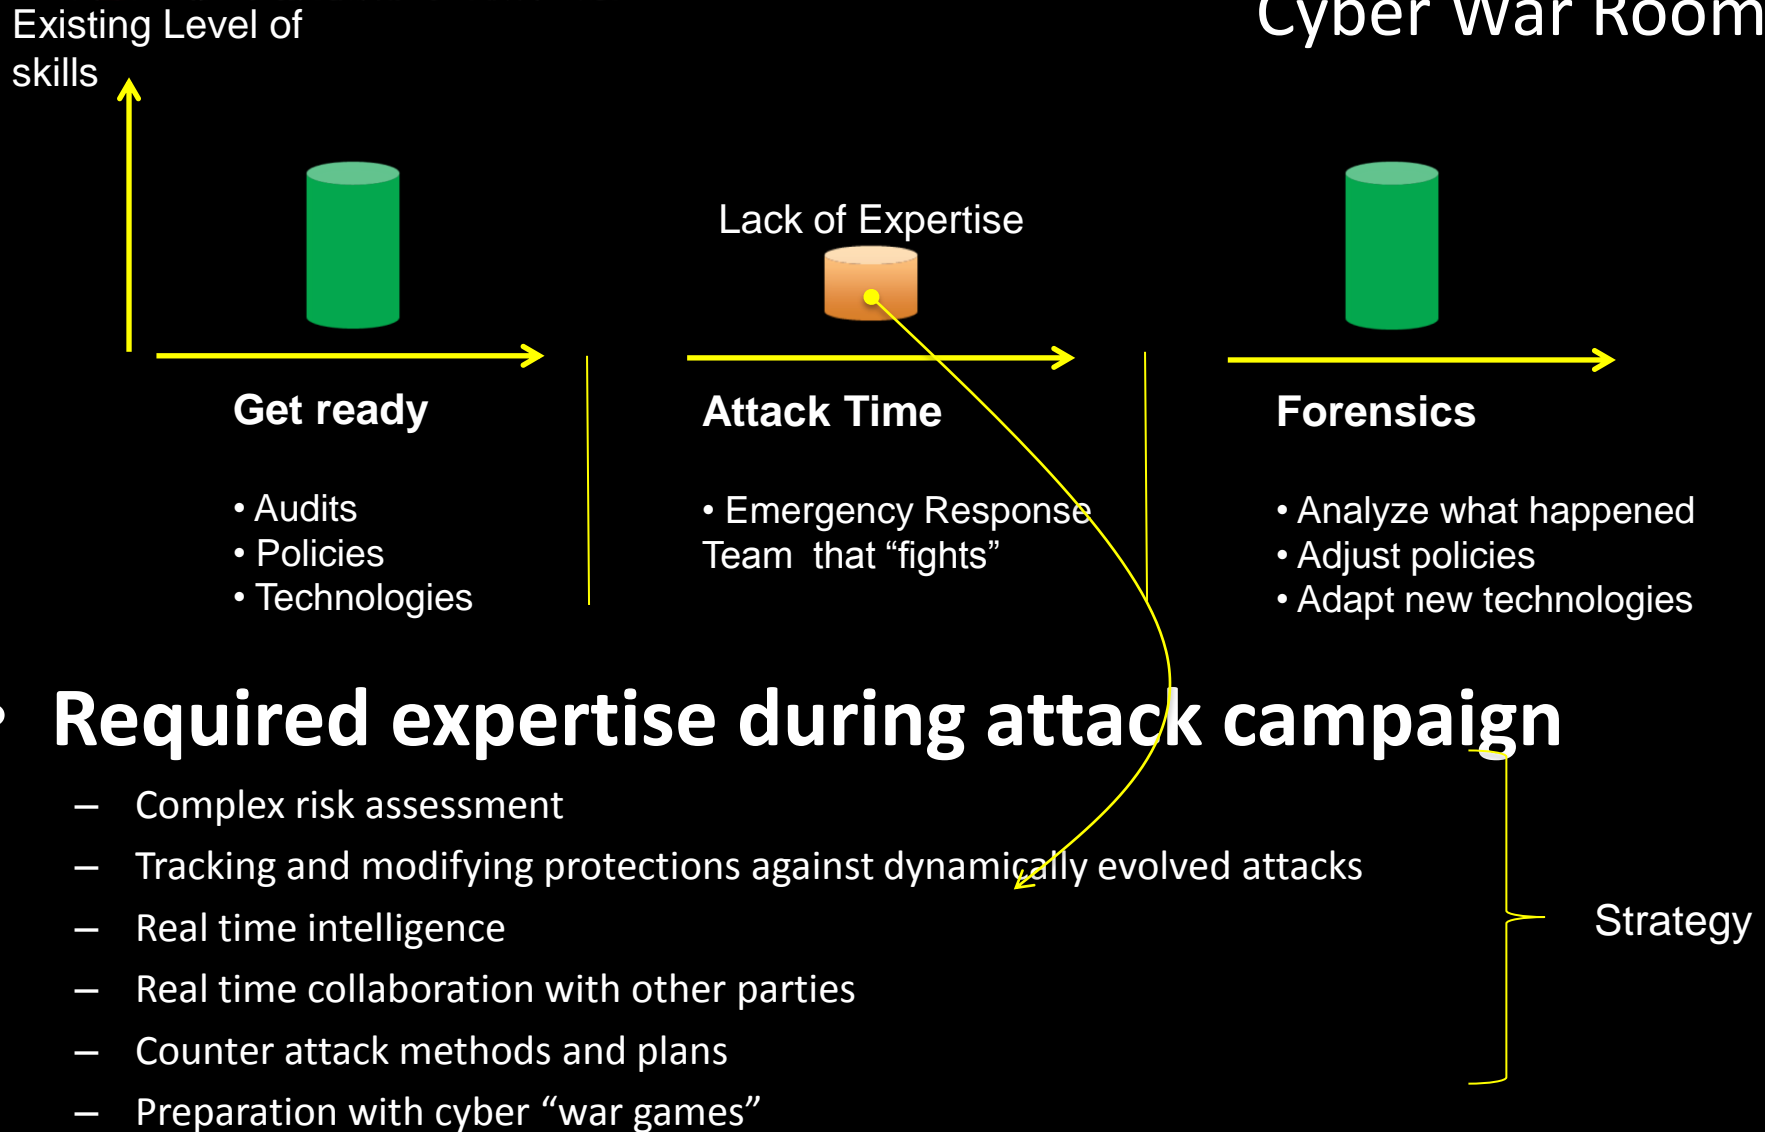 Cyber War Room
Existing Level of
skills
Lack of Expertise
Get ready
• Audits
• Policies
• Technologies
Attack Time
• Emergency Response
Team that “fights”
Forensics
• Analyze what happened
• Adjust policies
• Adapt new technologies
• Required expertise during attack campaign
– Complex risk assessment
– Tracking and modifying protections against dynamically evolved attacks
– Real time intelligence
– Real time collaboration with other parties
– Counter attack methods and plans
– Preparation with cyber “war games”
Strategy